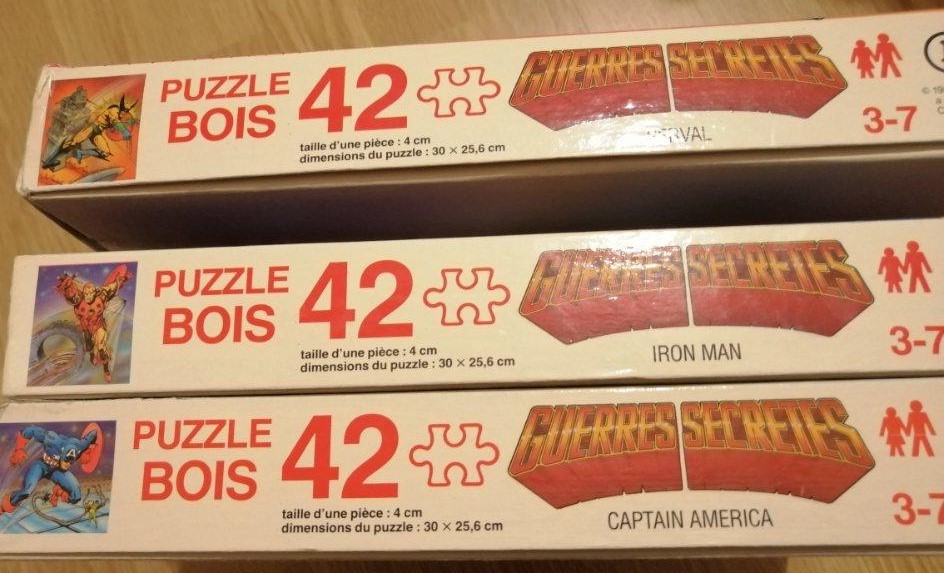 PUZZLE
BOIS
42
taille d'une pièce : 4 cm
dimensions du puzzle : 30 × 25,6 cm
GUERRES SECRETES
3-7
PUZZLE
BOIS
42
taille d'une pièce : 4 cm
dimensions du puzzle : 30 × 25,6 cm
GUERRES SECRETES
IRON MAN
3-7
PUZZLE
BOIS
42
taille d'une pièce : 4 cm
dimensions du puzzle : 30 × 25,6 cm
GUERRES SECRETES
CAPTAIN AMERICA
3-7